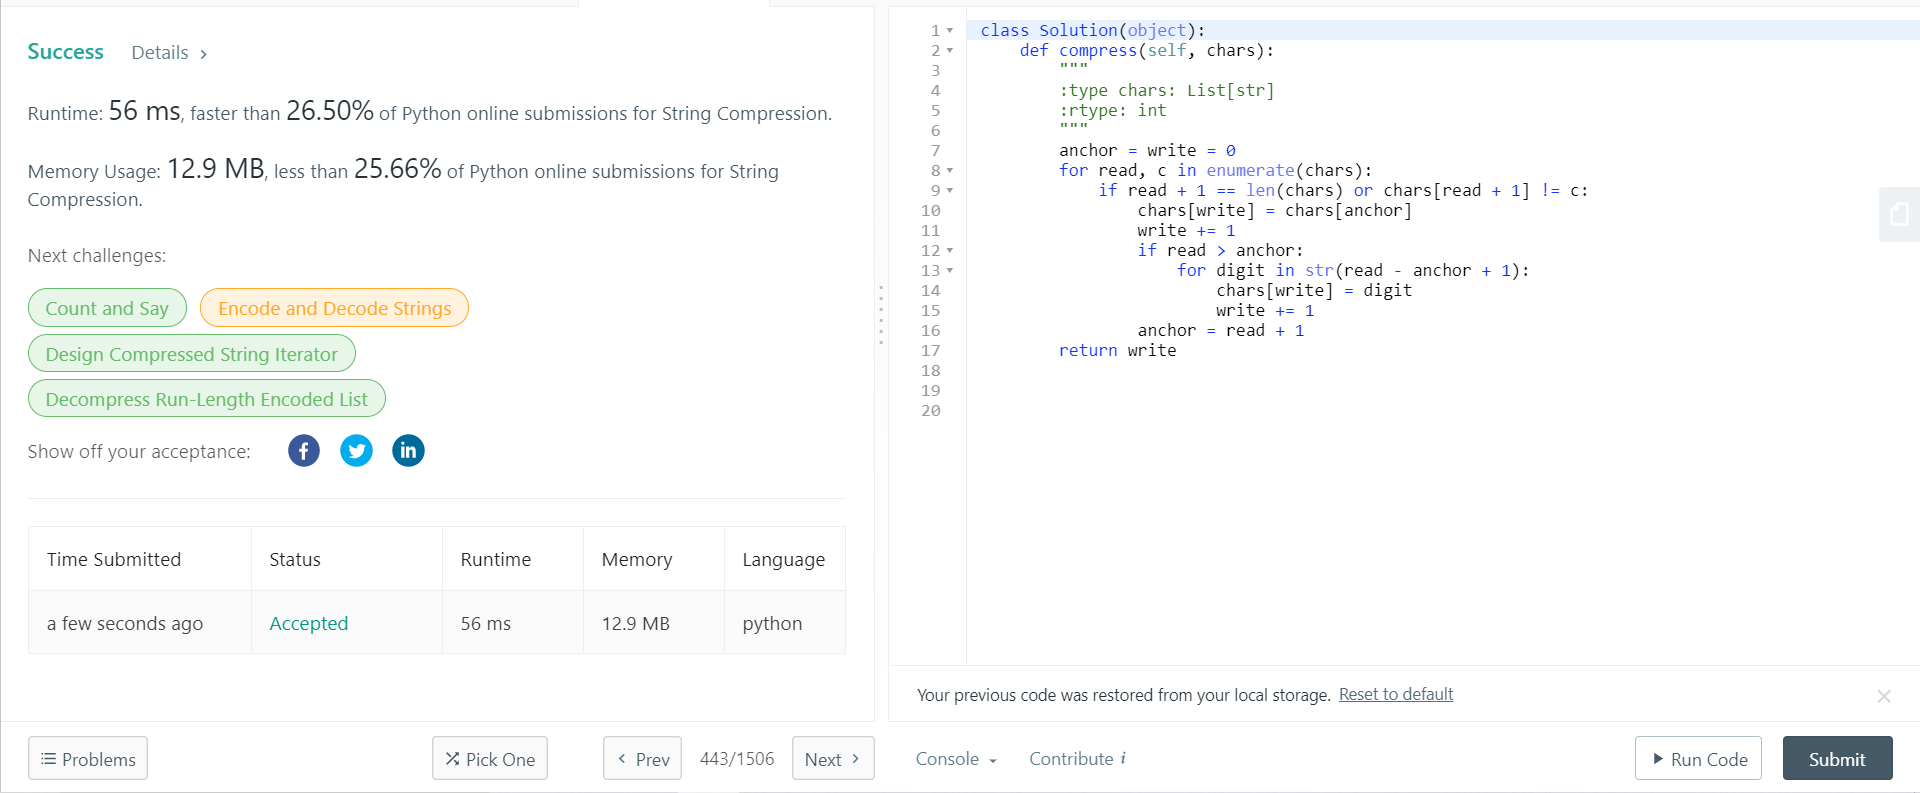 Success Details >
Runtime: 56 ms, faster than 26.50% of Python online submissions for String Compression.
Memory Usage: 12.9 MB, less than 25.66% of Python online submissions for String
Compression.
Next challenges:
Count and Say Encode and Decode Strings
Design Compressed String Iterator
Decompress Run-Length Encoded List
Show off your acceptance: f in
Time Submitted Status Runtime Memory Language
a few seconds ago Accepted 56 ms 12.9 MB python
Problems Pick One < Prev 443/1506 Next >
1 class Solution(object):
2     def compress(self, chars):
3         """
4         :type chars: List[str]
5         :rtype: int
6         """
7         anchor = write = 0
8         for read, c in enumerate(chars):
9             if read + 1 == len(chars) or chars[read + 1] != c:
10                 chars[write] = chars[anchor]
11                 write += 1
12                 if read > anchor:
13                     for digit in str(read - anchor + 1):
14                         chars[write] = digit
15                         write += 1
16                 anchor = read + 1
17         return write
18
19
20
Your previous code was restored from your local storage. Reset to default
Console Contribute i Run Code Submit